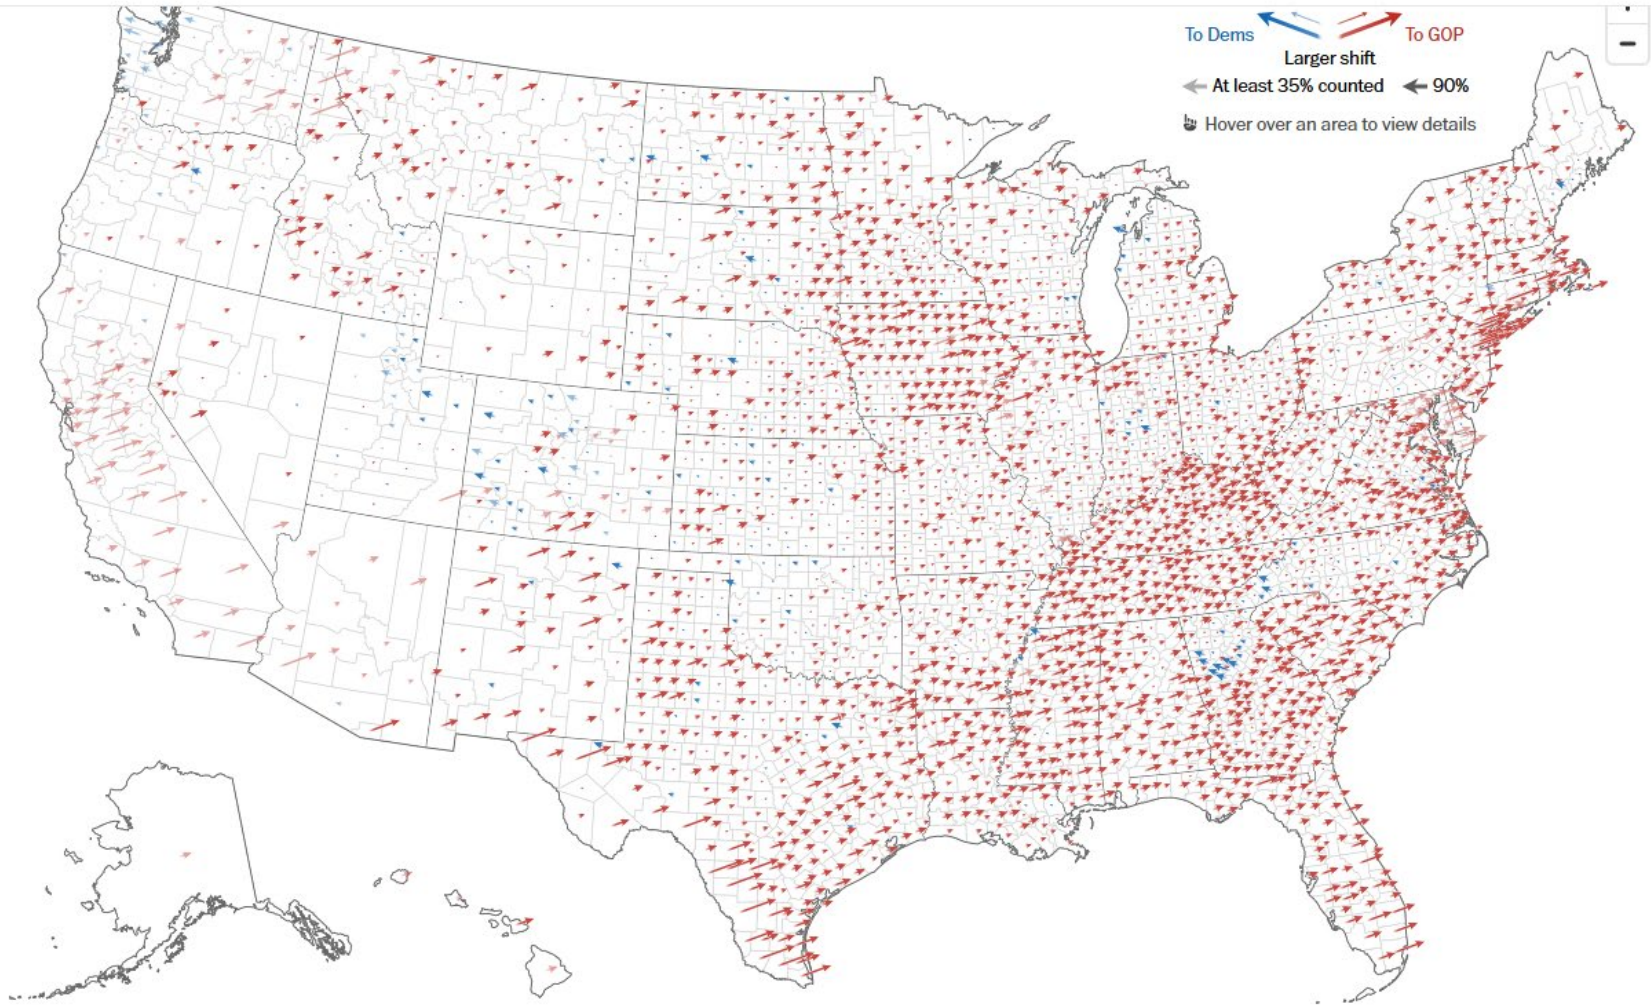 To Dems To GOP
Larger shift
At least 35% counted 90%
Hover over an area to view details